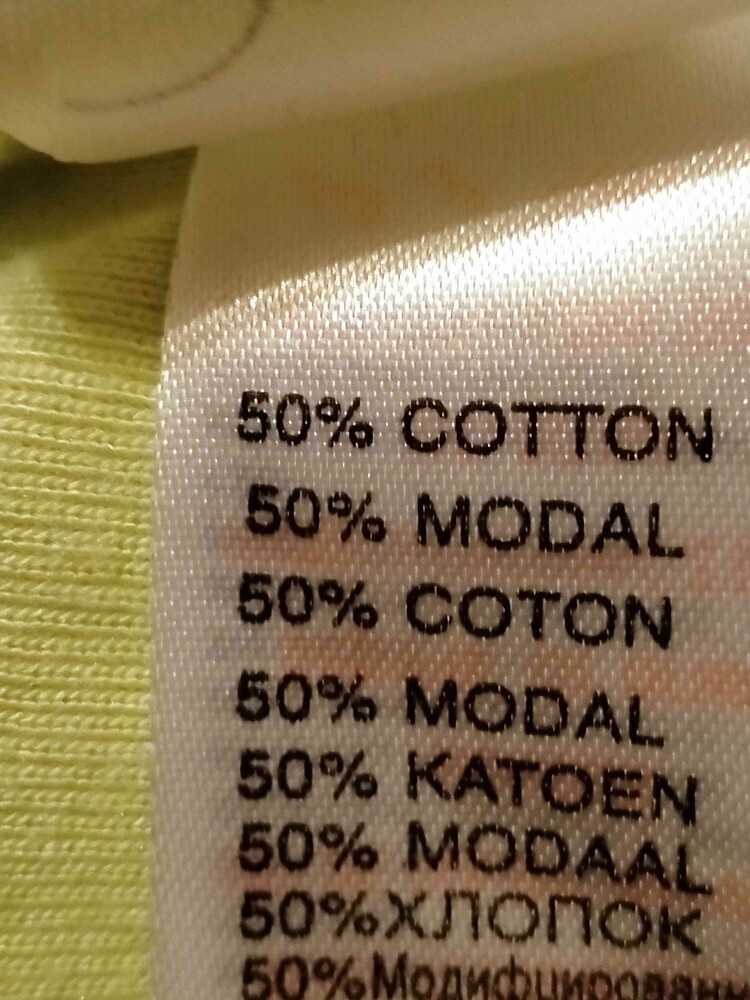 50% COTTON
50% MODAL
50% COTON
50% MODAL
50% KATOEN
50% MODAAL
50%ХЛОПОК
50%